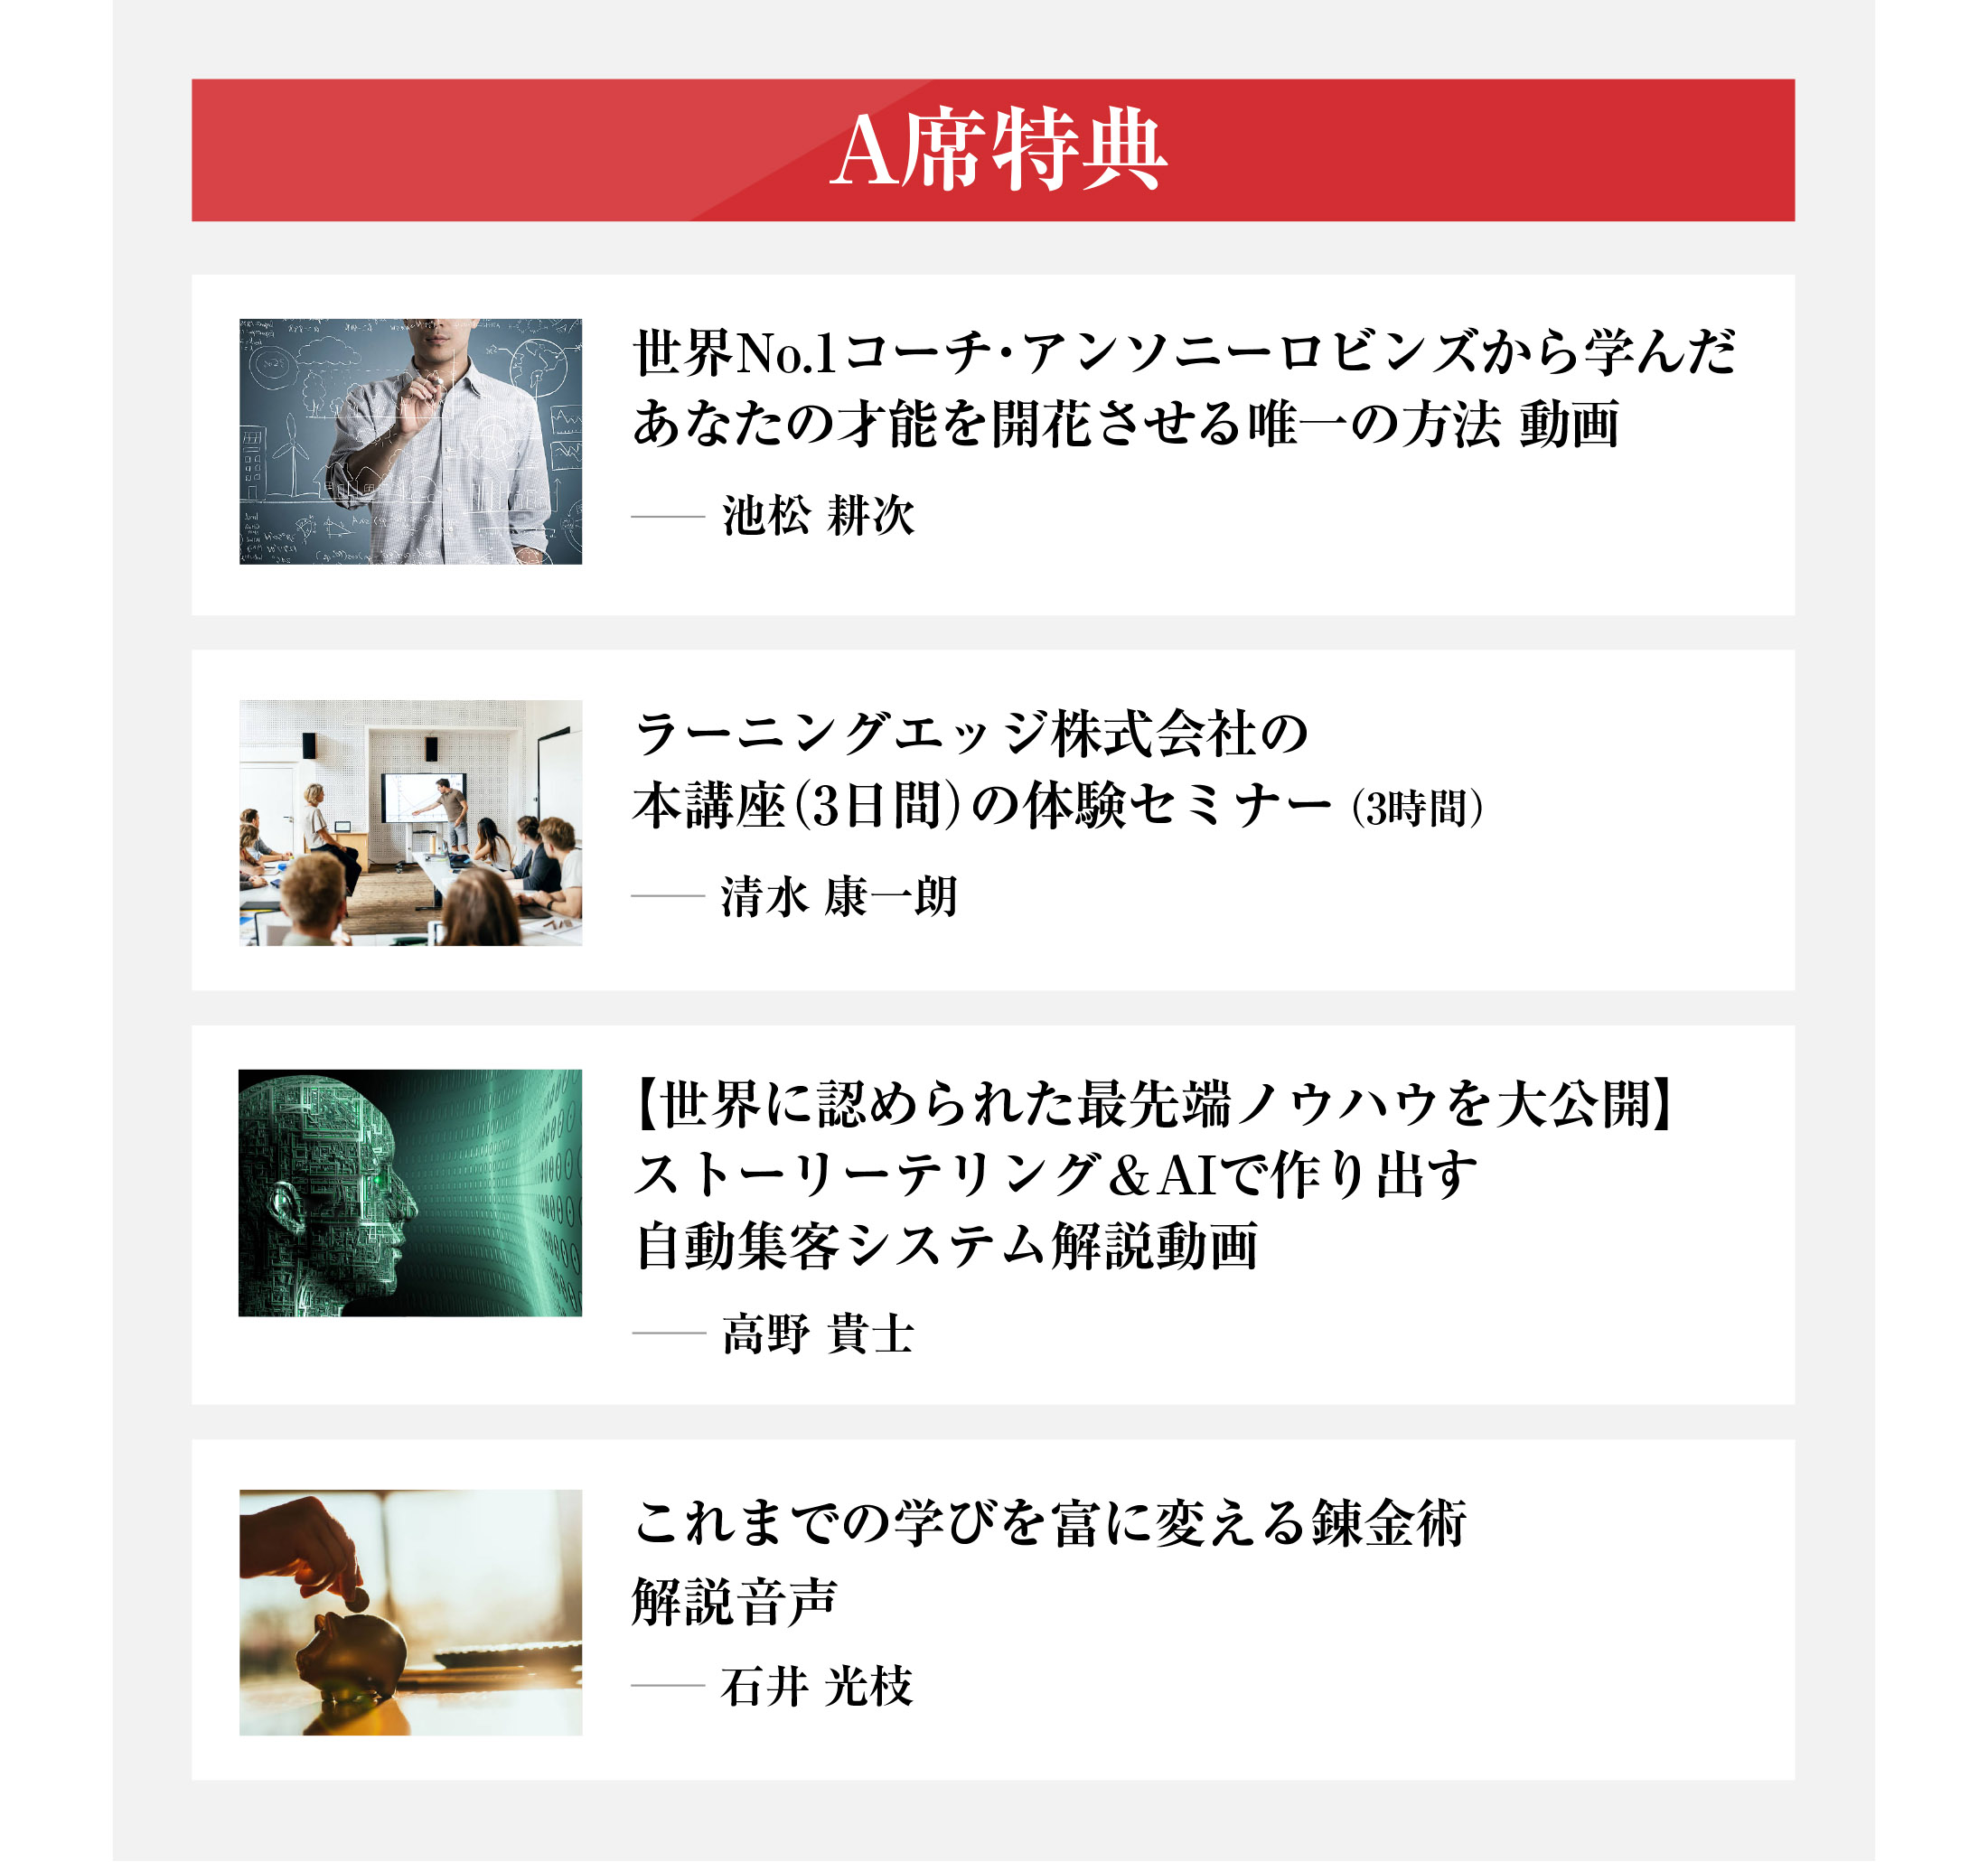 A席特典
世界No.1コーチ・アンソニーロビンズから学んだ
あなたの才能を開花させる唯一の方法 動画
池松 耕次
ラーニングエッジ株式会社の
本講座(3日間)の体験セミナー (3時間)
清水 康一朗
【世界に認められた最先端ノウハウを大公開】
ストーリーテリング＆AIで作り出す
自動集客システム解説動画
高野 貴士
これまでの学びを富に変える錬金術
解説音声
石井 光枝